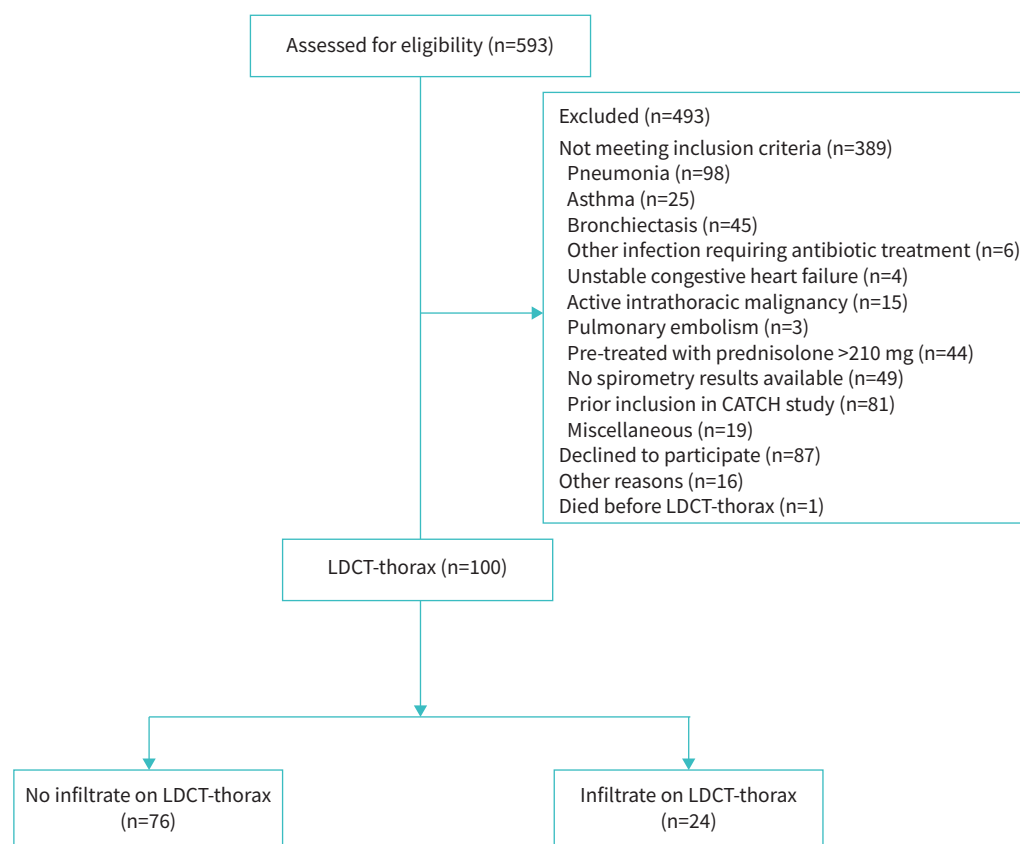 Assessed for eligibility (n=593)
Excluded (n=493)
Not meeting inclusion criteria (n=389)
Pneumonia (n=98)
Asthma (n=25)
Bronchiectasis (n=45)
Other infection requiring antibiotic treatment (n=6)
Unstable congestive heart failure (n=4)
Active intrathoracic malignancy (n=15)
Pulmonary embolism (n=3)
Pre-treated with prednisolone >210 mg (n=44)
No spirometry results available (n=49)
Prior inclusion in CATCH study (n=81)
Miscellaneous (n=19)
Declined to participate (n=87)
Other reasons (n=16)
Died before LDCT-thorax (n=1)
LDCT-thorax (n=100)
No infiltrate on LDCT-thorax
(n=76)
Infiltrate on LDCT-thorax
(n=24)